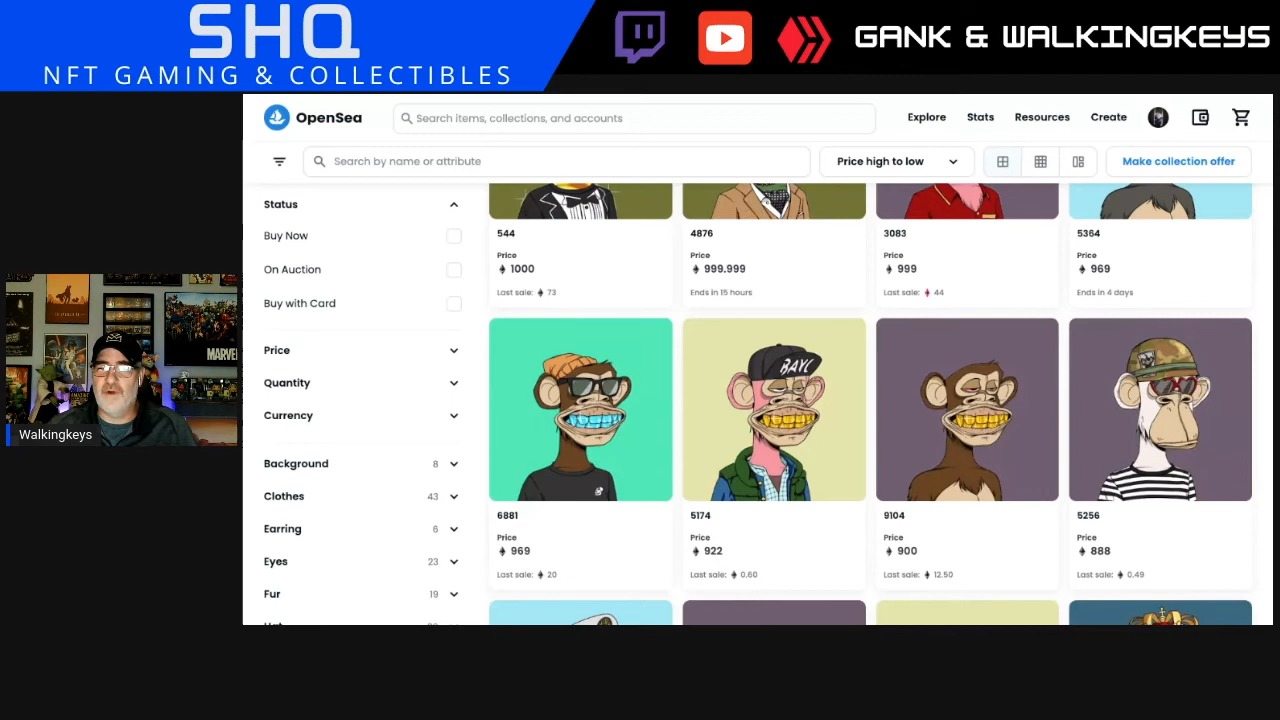 SHQ
NFT GAMING & COLLECTIBLES
GANK & WALKINGKEYS
OpenSea
Search items, collections, and accounts
Explore
Stats
Resources
Create
Search by name or attribute
Price high to low
Make collection offer
Status
Buy Now
On Auction
Buy with Card
Price
Quantity
Currency
Background 8
Clothes 43
Earring 6
Eyes 23
Fur 19
544
Price
1000
Last sale: 73
4876
Price
999.999
Ends in 15 hours
3083
Price
999
Last sale: 44
5364
Price
969
Ends in 4 days
6881
Price
969
Last sale: 20
BAYC
5174
Price
922
Last sale: 0.60
9104
Price
900
Last sale: 12.50
5256
Price
888
Last sale: 0.49
MARVE
Walkingkeys